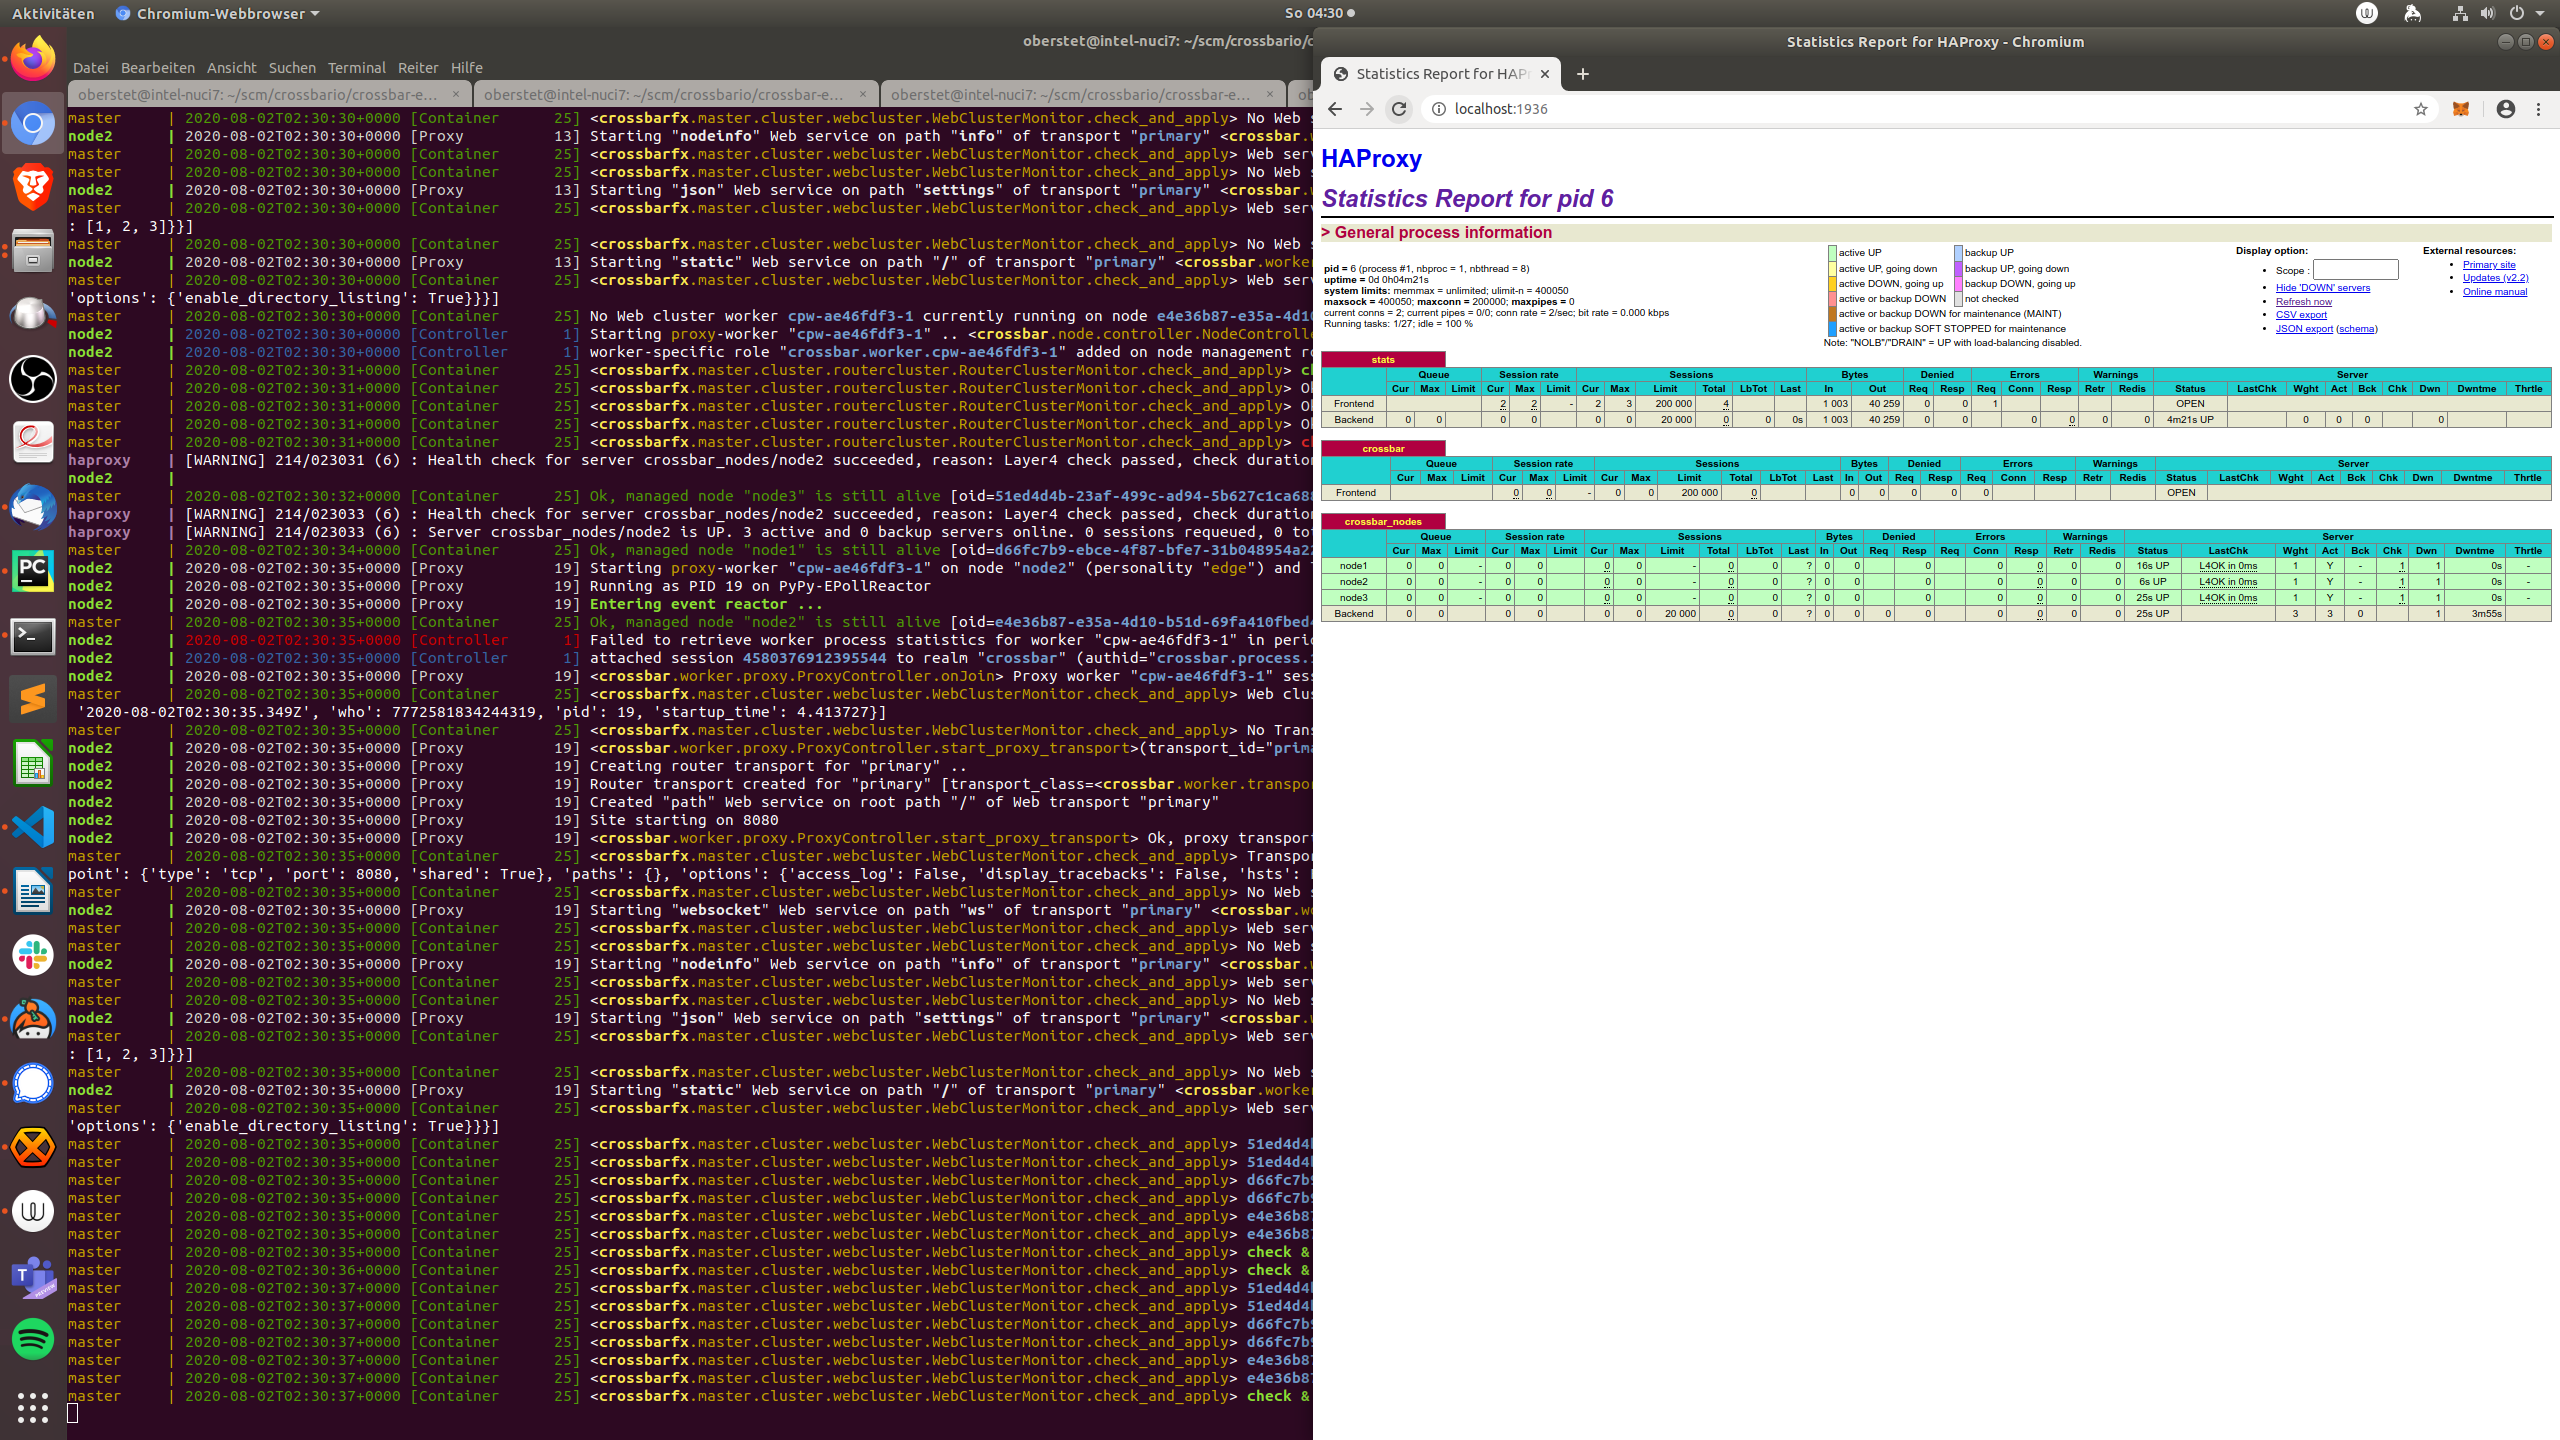 Aktivitäten
Chromium-Webbrowser
So 04:30
oberstet@intel-nuci7: ~/scm/crossbario/c
Datei Bearbeiten Ansicht Suchen Terminal Reiter Hilfe
oberstet@intel-nuci7: ~/scm/crossbario/crossbar-e... × oberstet@intel-nuci7: ~/scm/crossbario/crossbar-e... × oberstet@intel-nuci7: ~/scm/crossbario/crossbar-e... ×
master | 2020-08-02T02:30:30+0000 [Container 25] <crossbarfx.master.cluster.webcluster.WebClusterMonitor.check_and_apply> No Web
node2 | 2020-08-02T02:30:30+0000 [Proxy 13] Starting "nodeinfo" Web service on path "info" of transport "primary" <crossbar.
master | 2020-08-02T02:30:30+0000 [Container 25] <crossbarfx.master.cluster.webcluster.WebClusterMonitor.check_and_apply> Web serv
master | 2020-08-02T02:30:30+0000 [Container 25] <crossbarfx.master.cluster.webcluster.WebClusterMonitor.check_and_apply> No Web
node2 | 2020-08-02T02:30:30+0000 [Proxy 13] Starting "json" Web service on path "settings" of transport "primary" <crossbar.
master | 2020-08-02T02:30:30+0000 [Container 25] <crossbarfx.master.cluster.webcluster.WebClusterMonitor.check_and_apply> Web serv
: [1, 2, 3]}}]
master | 2020-08-02T02:30:30+0000 [Container 25] <crossbarfx.master.cluster.webcluster.WebClusterMonitor.check_and_apply> No Web
node2 | 2020-08-02T02:30:30+0000 [Proxy 13] Starting "static" Web service on path "/" of transport "primary" <crossbar.worker
master | 2020-08-02T02:30:30+0000 [Container 25] <crossbarfx.master.cluster.webcluster.WebClusterMonitor.check_and_apply> Web serv
'options': {'enable_directory_listing': True}}}]
master | 2020-08-02T02:30:30+0000 [Container 25] No Web cluster worker cpw-ae46fdf3-1 currently running on node e4e36b87-e35a-4d10
node2 | 2020-08-02T02:30:30+0000 [Controller 1] Starting proxy-worker "cpw-ae46fdf3-1" .. <crossbar.node.controller.NodeControlle
node2 | 2020-08-02T02:30:30+0000 [Controller 1] worker-specific role "crossbar.worker.cpw-ae46fdf3-1" added on node management ro
master | 2020-08-02T02:30:31+0000 [Container 25] <crossbarfx.master.cluster.routercluster.RouterClusterMonitor.check_and_apply> c
master | 2020-08-02T02:30:31+0000 [Container 25] <crossbarfx.master.cluster.routercluster.RouterClusterMonitor.check_and_apply> O
master | 2020-08-02T02:30:31+0000 [Container 25] <crossbarfx.master.cluster.routercluster.RouterClusterMonitor.check_and_apply> O
master | 2020-08-02T02:30:31+0000 [Container 25] <crossbarfx.master.cluster.routercluster.RouterClusterMonitor.check_and_apply> O
master | 2020-08-02T02:30:31+0000 [Container 25] <crossbarfx.master.cluster.routercluster.RouterClusterMonitor.check_and_apply> c
haproxy | [WARNING] 214/023031 (6) : Health check for server crossbar_nodes/node2 succeeded, reason: Layer4 check passed, check duration
node2 |
master | 2020-08-02T02:30:32+0000 [Container 25] Ok, managed node "node3" is still alive [oid=51ed4d4b-23af-499c-ad94-5b627c1ca688
haproxy | [WARNING] 214/023033 (6) : Health check for server crossbar_nodes/node2 succeeded, reason: Layer4 check passed, check duration
haproxy | [WARNING] 214/023033 (6) : Server crossbar_nodes/node2 is UP. 3 active and 0 backup servers online. 0 sessions requeued, 0 tot
master | 2020-08-02T02:30:34+0000 [Container 25] Ok, managed node "node1" is still alive [oid=d66fc7b9-ebce-4f87-bfe7-31b048954a22
node2 | 2020-08-02T02:30:34+0000 [Proxy 19] Starting proxy-worker "cpw-ae46fdf3-1" on node "node2" (personality "edge") and
node2 | 2020-08-02T02:30:34+0000 [Proxy 19] Running as PID 19 on PyPy-EPollReactor
node2 | 2020-08-02T02:30:34+0000 [Proxy 19] Entering event reactor ...
master | 2020-08-02T02:30:35+0000 [Container 25] Ok, managed node "node2" is still alive [oid=e4e36b87-e35a-4d10-b51d-69fa410fbed
node2 | 2020-08-02T02:30:35+0000 [Controller 1] Failed to retrieve worker process statistics for worker "cpw-ae46fdf3-1" in peri
node2 | 2020-08-02T02:30:35+0000 [Controller 1] attached session 4580376912395544 to realm "crossbar" (authid="crossbar.process.
node2 | 2020-08-02T02:30:35+0000 [Proxy 19] <crossbar.worker.proxy.ProxyController.onJoin> Proxy worker "cpw-ae46fdf3-1" sess
master | 2020-08-02T02:30:35+0000 [Container 25] <crossbarfx.master.cluster.webcluster.WebClusterMonitor.check_and_apply> Web clus
'2020-08-02T02:30:35.349Z', 'who': 7772581834244319, 'pid': 19, 'startup_time': 4.413727}]
master | 2020-08-02T02:30:35+0000 [Container 25] <crossbarfx.master.cluster.webcluster.WebClusterMonitor.check_and_apply> No Tran
node2 | 2020-08-02T02:30:35+0000 [Proxy 19] <crossbar.worker.proxy.ProxyController.start_proxy_transport>(transport_id="prima
node2 | 2020-08-02T02:30:35+0000 [Proxy 19] Creating router transport for "primary" ..
node2 | 2020-08-02T02:30:35+0000 [Proxy 19] Router transport created for "primary" [transport_class=<crossbar.worker.transpor
node2 | 2020-08-02T02:30:35+0000 [Proxy 19] Created "path" Web service on root path "/" of Web transport "primary"
node2 | 2020-08-02T02:30:35+0000 [Proxy 19] Site starting on 8080
node2 | 2020-08-02T02:30:35+0000 [Proxy 19] <crossbar.worker.proxy.ProxyController.start_proxy_transport> Ok, proxy transport
master | 2020-08-02T02:30:35+0000 [Container 25] <crossbarfx.master.cluster.webcluster.WebClusterMonitor.check_and_apply> Transpor
point': {'type': 'tcp', 'port': 8080, 'shared': True}, 'paths': {}, 'options': {'access_log': False, 'display_tracebacks': False, 'hsts':
master | 2020-08-02T02:30:35+0000 [Container 25] <crossbarfx.master.cluster.webcluster.WebClusterMonitor.check_and_apply> No Web
node2 | 2020-08-02T02:30:35+0000 [Proxy 19] Starting "websocket" Web service on path "ws" of transport "primary" <crossbar.wo
master | 2020-08-02T02:30:35+0000 [Container 25] <crossbarfx.master.cluster.webcluster.WebClusterMonitor.check_and_apply> Web serv
master | 2020-08-02T02:30:35+0000 [Container 25] <crossbarfx.master.cluster.webcluster.WebClusterMonitor.check_and_apply> No Web
node2 | 2020-08-02T02:30:35+0000 [Proxy 19] Starting "nodeinfo" Web service on path "info" of transport "primary" <crossbar.
master | 2020-08-02T02:30:35+0000 [Container 25] <crossbarfx.master.cluster.webcluster.WebClusterMonitor.check_and_apply> Web serv
master | 2020-08-02T02:30:35+0000 [Container 25] <crossbarfx.master.cluster.webcluster.WebClusterMonitor.check_and_apply> No Web
node2 | 2020-08-02T02:30:35+0000 [Proxy 19] Starting "json" Web service on path "settings" of transport "primary" <crossbar.
master | 2020-08-02T02:30:35+0000 [Container 25] <crossbarfx.master.cluster.webcluster.WebClusterMonitor.check_and_apply> Web serv
: [1, 2, 3]}}]
master | 2020-08-02T02:30:35+0000 [Container 25] <crossbarfx.master.cluster.webcluster.WebClusterMonitor.check_and_apply> No Web
node2 | 2020-08-02T02:30:35+0000 [Proxy 19] Starting "static" Web service on path "/" of transport "primary" <crossbar.worker
master | 2020-08-02T02:30:35+0000 [Container 25] <crossbarfx.master.cluster.webcluster.WebClusterMonitor.check_and_apply> Web serv
'options': {'enable_directory_listing': True}}}]
master | 2020-08-02T02:30:35+0000 [Container 25] <crossbarfx.master.cluster.webcluster.WebClusterMonitor.check_and_apply> 51ed4d4
master | 2020-08-02T02:30:35+0000 [Container 25] <crossbarfx.master.cluster.webcluster.WebClusterMonitor.check_and_apply> 51ed4d4
master | 2020-08-02T02:30:35+0000 [Container 25] <crossbarfx.master.cluster.webcluster.WebClusterMonitor.check_and_apply> d66fc7b9
master | 2020-08-02T02:30:35+0000 [Container 25] <crossbarfx.master.cluster.webcluster.WebClusterMonitor.check_and_apply> d66fc7b9
master | 2020-08-02T02:30:35+0000 [Container 25] <crossbarfx.master.cluster.webcluster.WebClusterMonitor.check_and_apply> e4e36b87
master | 2020-08-02T02:30:35+0000 [Container 25] <crossbarfx.master.cluster.webcluster.WebClusterMonitor.check_and_apply> e4e36b87
master | 2020-08-02T02:30:35+0000 [Container 25] <crossbarfx.master.cluster.webcluster.WebClusterMonitor.check_and_apply> check &
master | 2020-08-02T02:30:36+0000 [Container 25] <crossbarfx.master.cluster.webcluster.WebClusterMonitor.check_and_apply> check &
master | 2020-08-02T02:30:37+0000 [Container 25] <crossbarfx.master.cluster.webcluster.WebClusterMonitor.check_and_apply> 51ed4d4
master | 2020-08-02T02:30:37+0000 [Container 25] <crossbarfx.master.cluster.webcluster.WebClusterMonitor.check_and_apply> 51ed4d4
master | 2020-08-02T02:30:37+0000 [Container 25] <crossbarfx.master.cluster.webcluster.WebClusterMonitor.check_and_apply> d66fc7b9
master | 2020-08-02T02:30:37+0000 [Container 25] <crossbarfx.master.cluster.webcluster.WebClusterMonitor.check_and_apply> d66fc7b9
master | 2020-08-02T02:30:37+0000 [Container 25] <crossbarfx.master.cluster.webcluster.WebClusterMonitor.check_and_apply> e4e36b87
master | 2020-08-02T02:30:37+0000 [Container 25] <crossbarfx.master.cluster.webcluster.WebClusterMonitor.check_and_apply> e4e36b87
master | 2020-08-02T02:30:37+0000 [Container 25] <crossbarfx.master.cluster.webcluster.WebClusterMonitor.check_and_apply> check &
Statistics Report for HAProxy - Chromium
Statistics Report for HAPr
localhost:1936
HAProxy
Statistics Report for pid 6
> General process information
pid = 6 (process #1, nbproc = 1, nbthread = 8)
uptime = 0d 0h04m21s
system limits: memmax = unlimited; ulimit-n = 400050
maxsock = 400050; maxconn = 200000; maxpipes = 0
current conns = 2; current pipes = 0/0; conn rate = 2/sec; bit rate = 0.000 kbps
Running tasks: 1/27; idle = 100 %
active UP backup UP
active UP, going down backup UP, going down
active DOWN, going up backup DOWN, going up
active or backup DOWN not checked
active or backup DOWN for maintenance (MAINT)
active or backup SOFT STOPPED for maintenance
Note: "NOLB"/"DRAIN" = UP with load-balancing disabled.
Display option:
• Scope :
• Hide 'DOWN' servers
• Refresh now
• CSV export
• JSON export (schema)
External resources:
• Primary site
• Updates (v2.2)
• Online manual
stats
Queue Session rate Sessions Bytes Denied Errors Warnings Server
Cur Max Limit Cur Max Limit Cur Max Limit Total LbTot Last In Out Req Resp Req Conn Resp Retr Redis Status LastChk Wght Act Bck Chk Dwn Dwntme Thrtle
Frontend 2 2 - 2 3 200 000 4 1 003 40 259 0 0 1 OPEN
Backend 0 0 0 0 0 0 20 000 0 0 0s 1 003 40 259 0 0 0 0 0 0 4m21s UP 0 0 0 0
crossbar
Queue Session rate Sessions Bytes Denied Errors Warnings Server
Cur Max Limit Cur Max Limit Cur Max Limit Total LbTot Last In Out Req Resp Req Conn Resp Retr Redis Status LastChk Wght Act Bck Chk Dwn Dwntme Thrtle
Frontend 0 0 - 0 0 200 000 0 0 0 0 0 0 OPEN
crossbar_nodes
Queue Session rate Sessions Bytes Denied Errors Warnings Server
Cur Max Limit Cur Max Limit Cur Max Limit Total LbTot Last In Out Req Resp Req Conn Resp Retr Redis Status LastChk Wght Act Bck Chk Dwn Dwntme Thrtle
node1 0 0 - 0 0 0 0 - 0 0 ? 0 0 0 0 0 0 0 16s UP L4OK in 0ms 1 Y - 1 1 0s -
node2 0 0 - 0 0 0 0 - 0 0 ? 0 0 0 0 0 0 0 6s UP L4OK in 0ms 1 Y - 1 1 0s -
node3 0 0 - 0 0 0 0 - 0 0 ? 0 0 0 0 0 0 0 25s UP L4OK in 0ms 1 Y - 1 1 0s -
Backend 0 0 0 0 0 0 20 000 0 0 ? 0 0 0 0 0 0 0 0 25s UP 3 3 0 1 3m55s